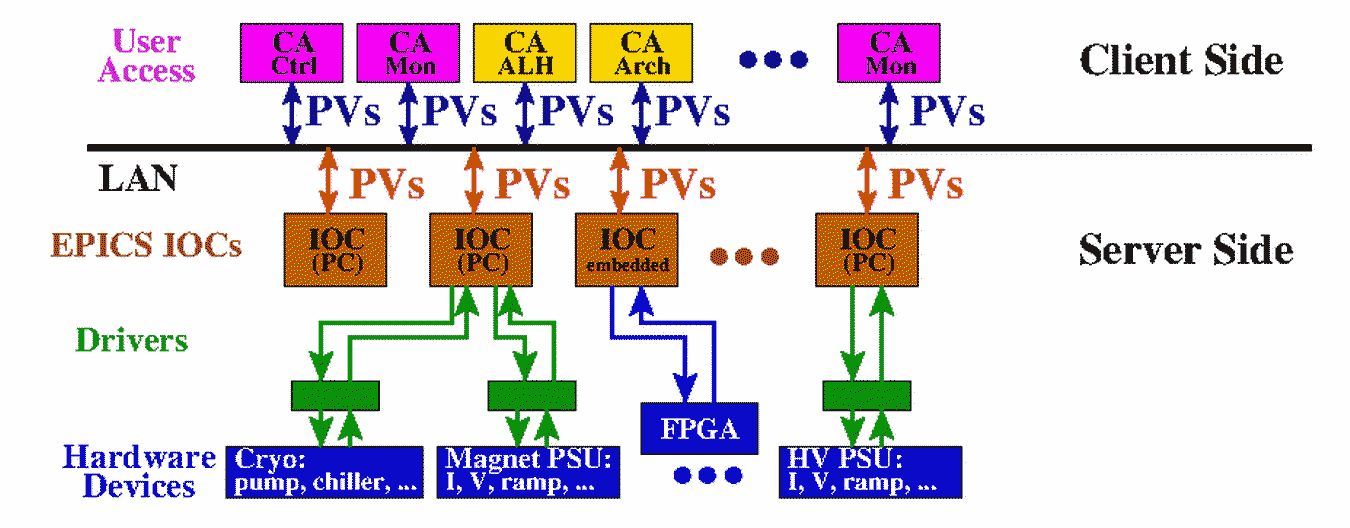 User
Access
CA
Ctrl
CA
Mon
CA
ALH
CA
Arch
CA
Mon
Client Side
PVs
PVs
PVs
PVs
PVs
LAN
PVs
PVs
PVs
PVs
EPICS IOCs
IOC
(PC)
IOC
(PC)
IOC
embedded
IOC
(PC)
Server Side
Drivers
FPGA
Hardware
Devices
Cryo:
pump, chiller, ...
Magnet PSU:
I, V, ramp, ...
HV PSU:
I, V, ramp, ...